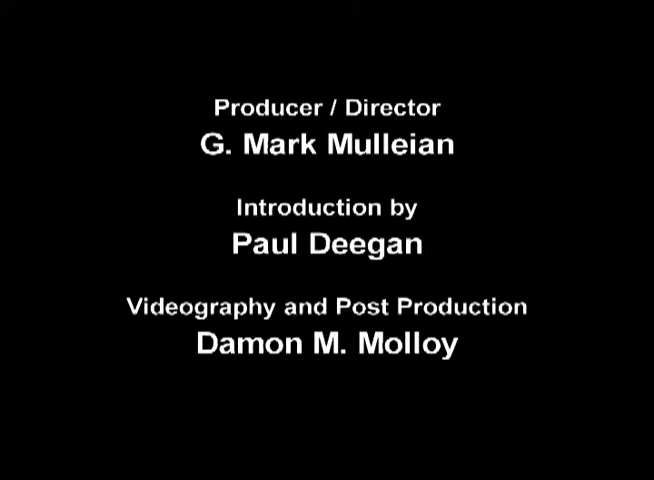 Producer / Director
G. Mark Mulleian
Introduction by
Paul Deegan
Videography and Post Production
Damon M. Molloy